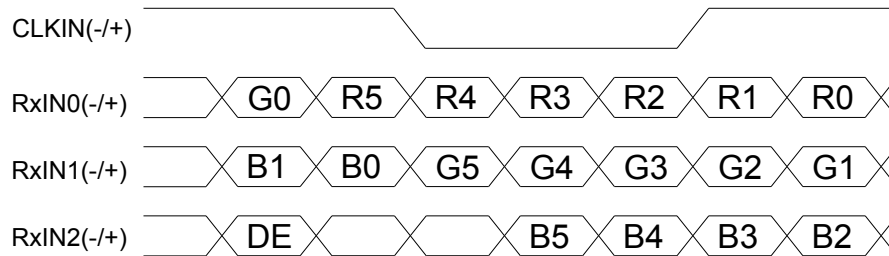 CLKIN(-/+)
RxIN0(-/+) G0 R5 R4 R3 R2 R1 R0
RxIN1(-/+) B1 B0 G5 G4 G3 G2 G1
RxIN2(-/+) DE B5 B4 B3 B2